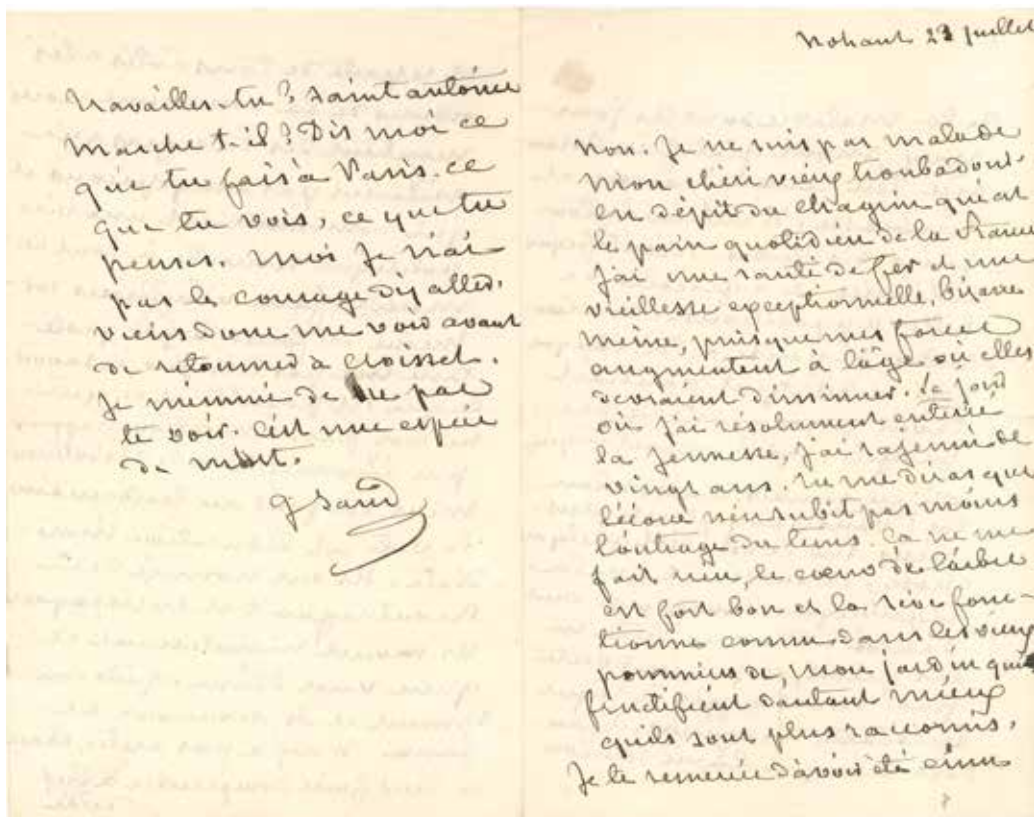 Nohant 23 juillet
Non. Je ne suis pas malade
mon chéri vieux troubadour.
en dépit du chagrin qui est
le pain quotidien de la France
J'ai une santé de fer et une
vieillesse exceptionnelle, bizarre
même, puisque mes forces
augmentent à l'âge où elles
devraient diminuer. Le jour
où j'ai résolument enterré
la jeunesse, j'ai rajeuni de
vingt ans. tu me diras que
l'écorce n'en subit pas moins
l'outrage du tems. Ça ne me
fait rien, le cœur de l'arbre
est fort bon et la sève fonc-
tionne comme dans les vieux
pommiers de mon jardin qui
fructifient d'autant mieux
qu'ils sont plus racornis.
Je te remercie d'avoir été ému
travailles-tu? Saint antoine
marche t-il? Dis moi ce
que tu fais à Paris. ce
que tu vois, ce que tu
penses. moi je n'ai
pas le courage d'y aller.
viens donc me voir avant
de retourner à Croisset.
Je m'ennuie de ne pas
te voir. c'est une espèce
de mort.
G Sand